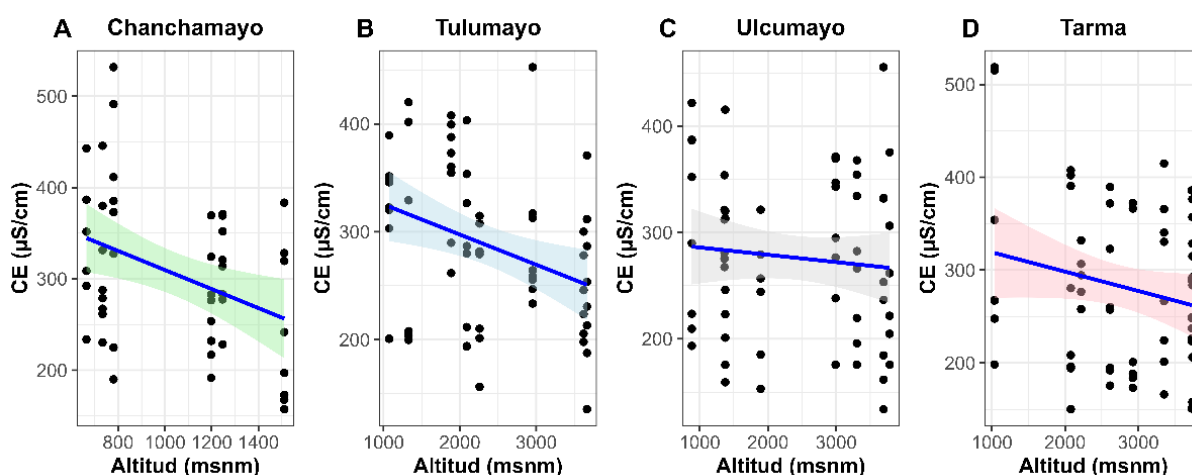 A Chanchamayo
CE (µS/cm)
500
400
300
200
800 1000 1200 1400
Altitud (msnm)
B Tulumayo
CE (µS/cm)
400
300
200
1000 2000 3000
Altitud (msnm)
C Ulcumayo
CE (µS/cm)
400
300
200
1000 2000 3000
Altitud (msnm)
D Tarma
CE (µS/cm)
500
400
300
200
1000 2000 3000
Altitud (msnm)